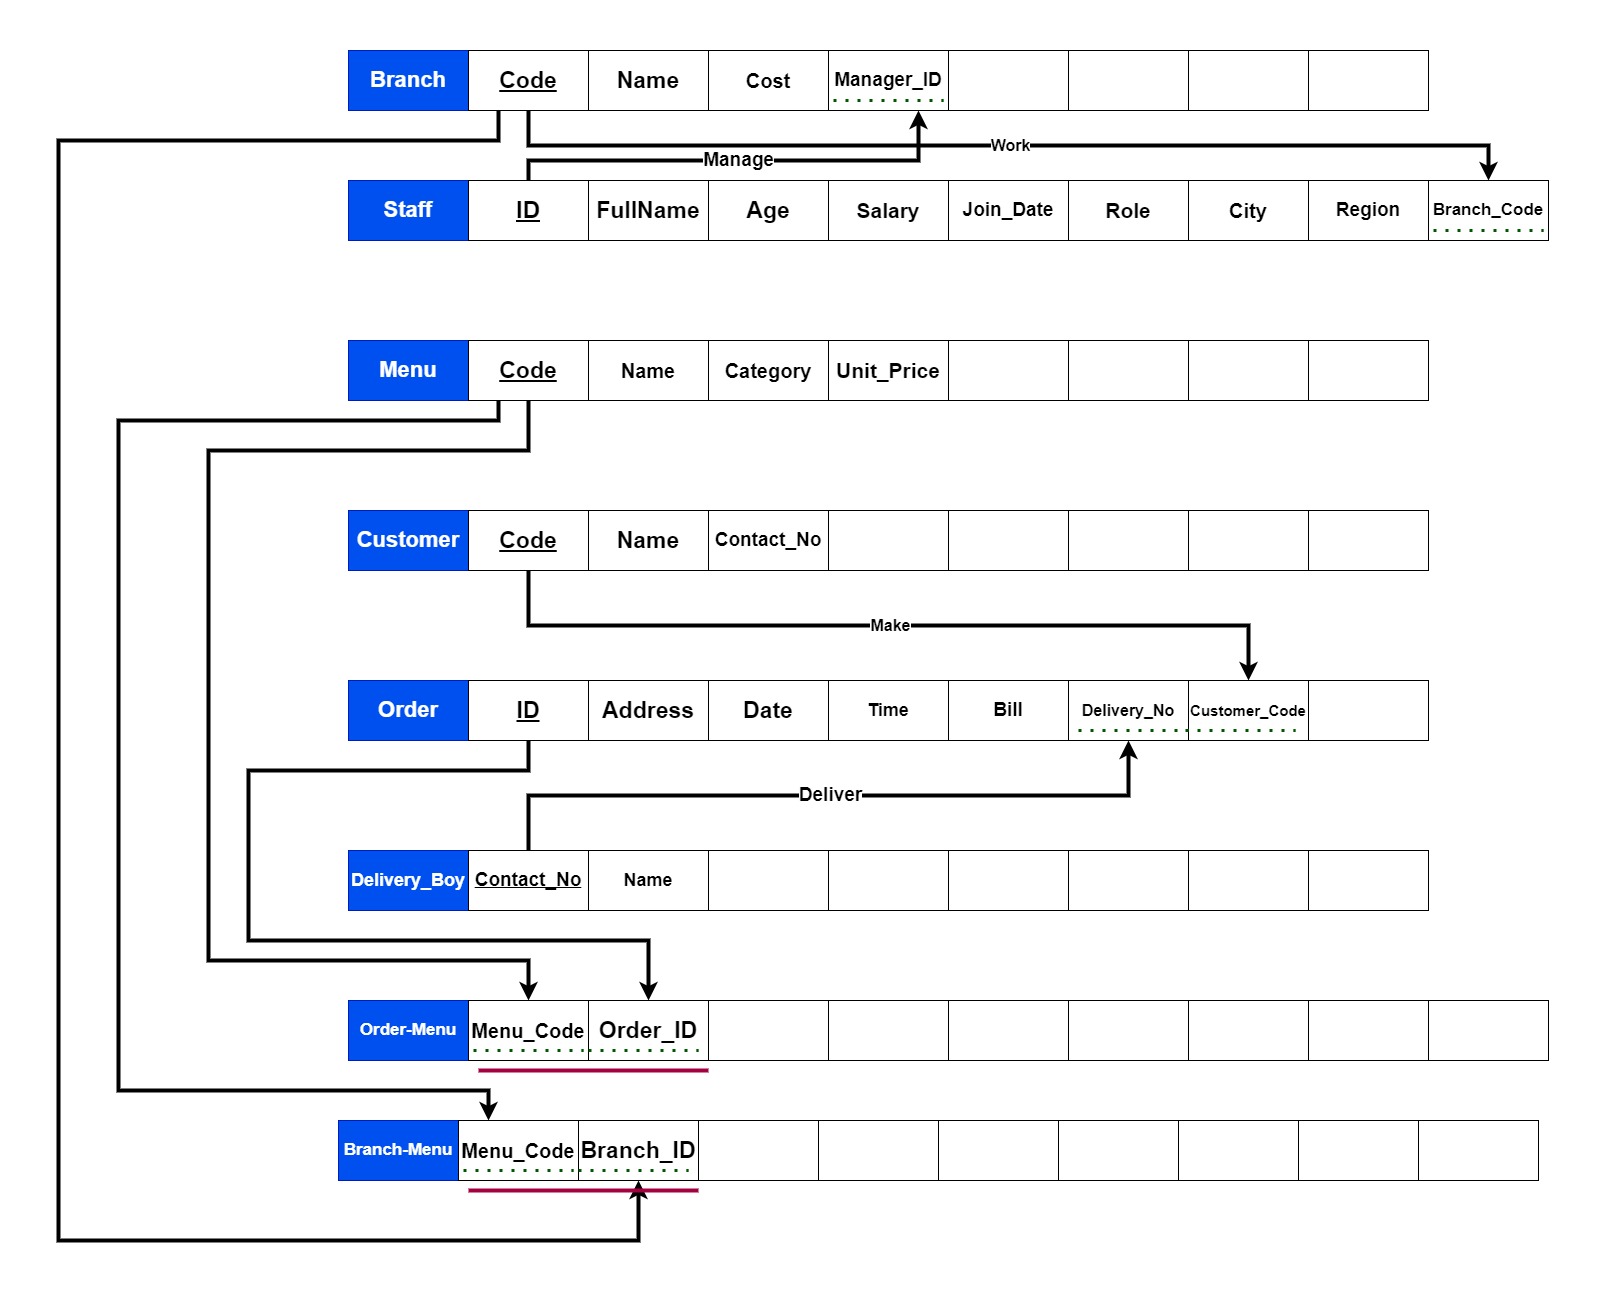 Branch Code Name Cost Manager_ID
Work
Manage
Staff ID FullName Age Salary Join_Date Role City Region Branch_Code
Menu Code Name Category Unit_Price
Customer Code Name Contact_No
Make
Order ID Address Date Time Bill Delivery_No Customer_Code
Deliver
Delivery_Boy Contact_No Name
Order-Menu Menu_Code Order_ID
Branch-Menu Menu_Code Branch_ID